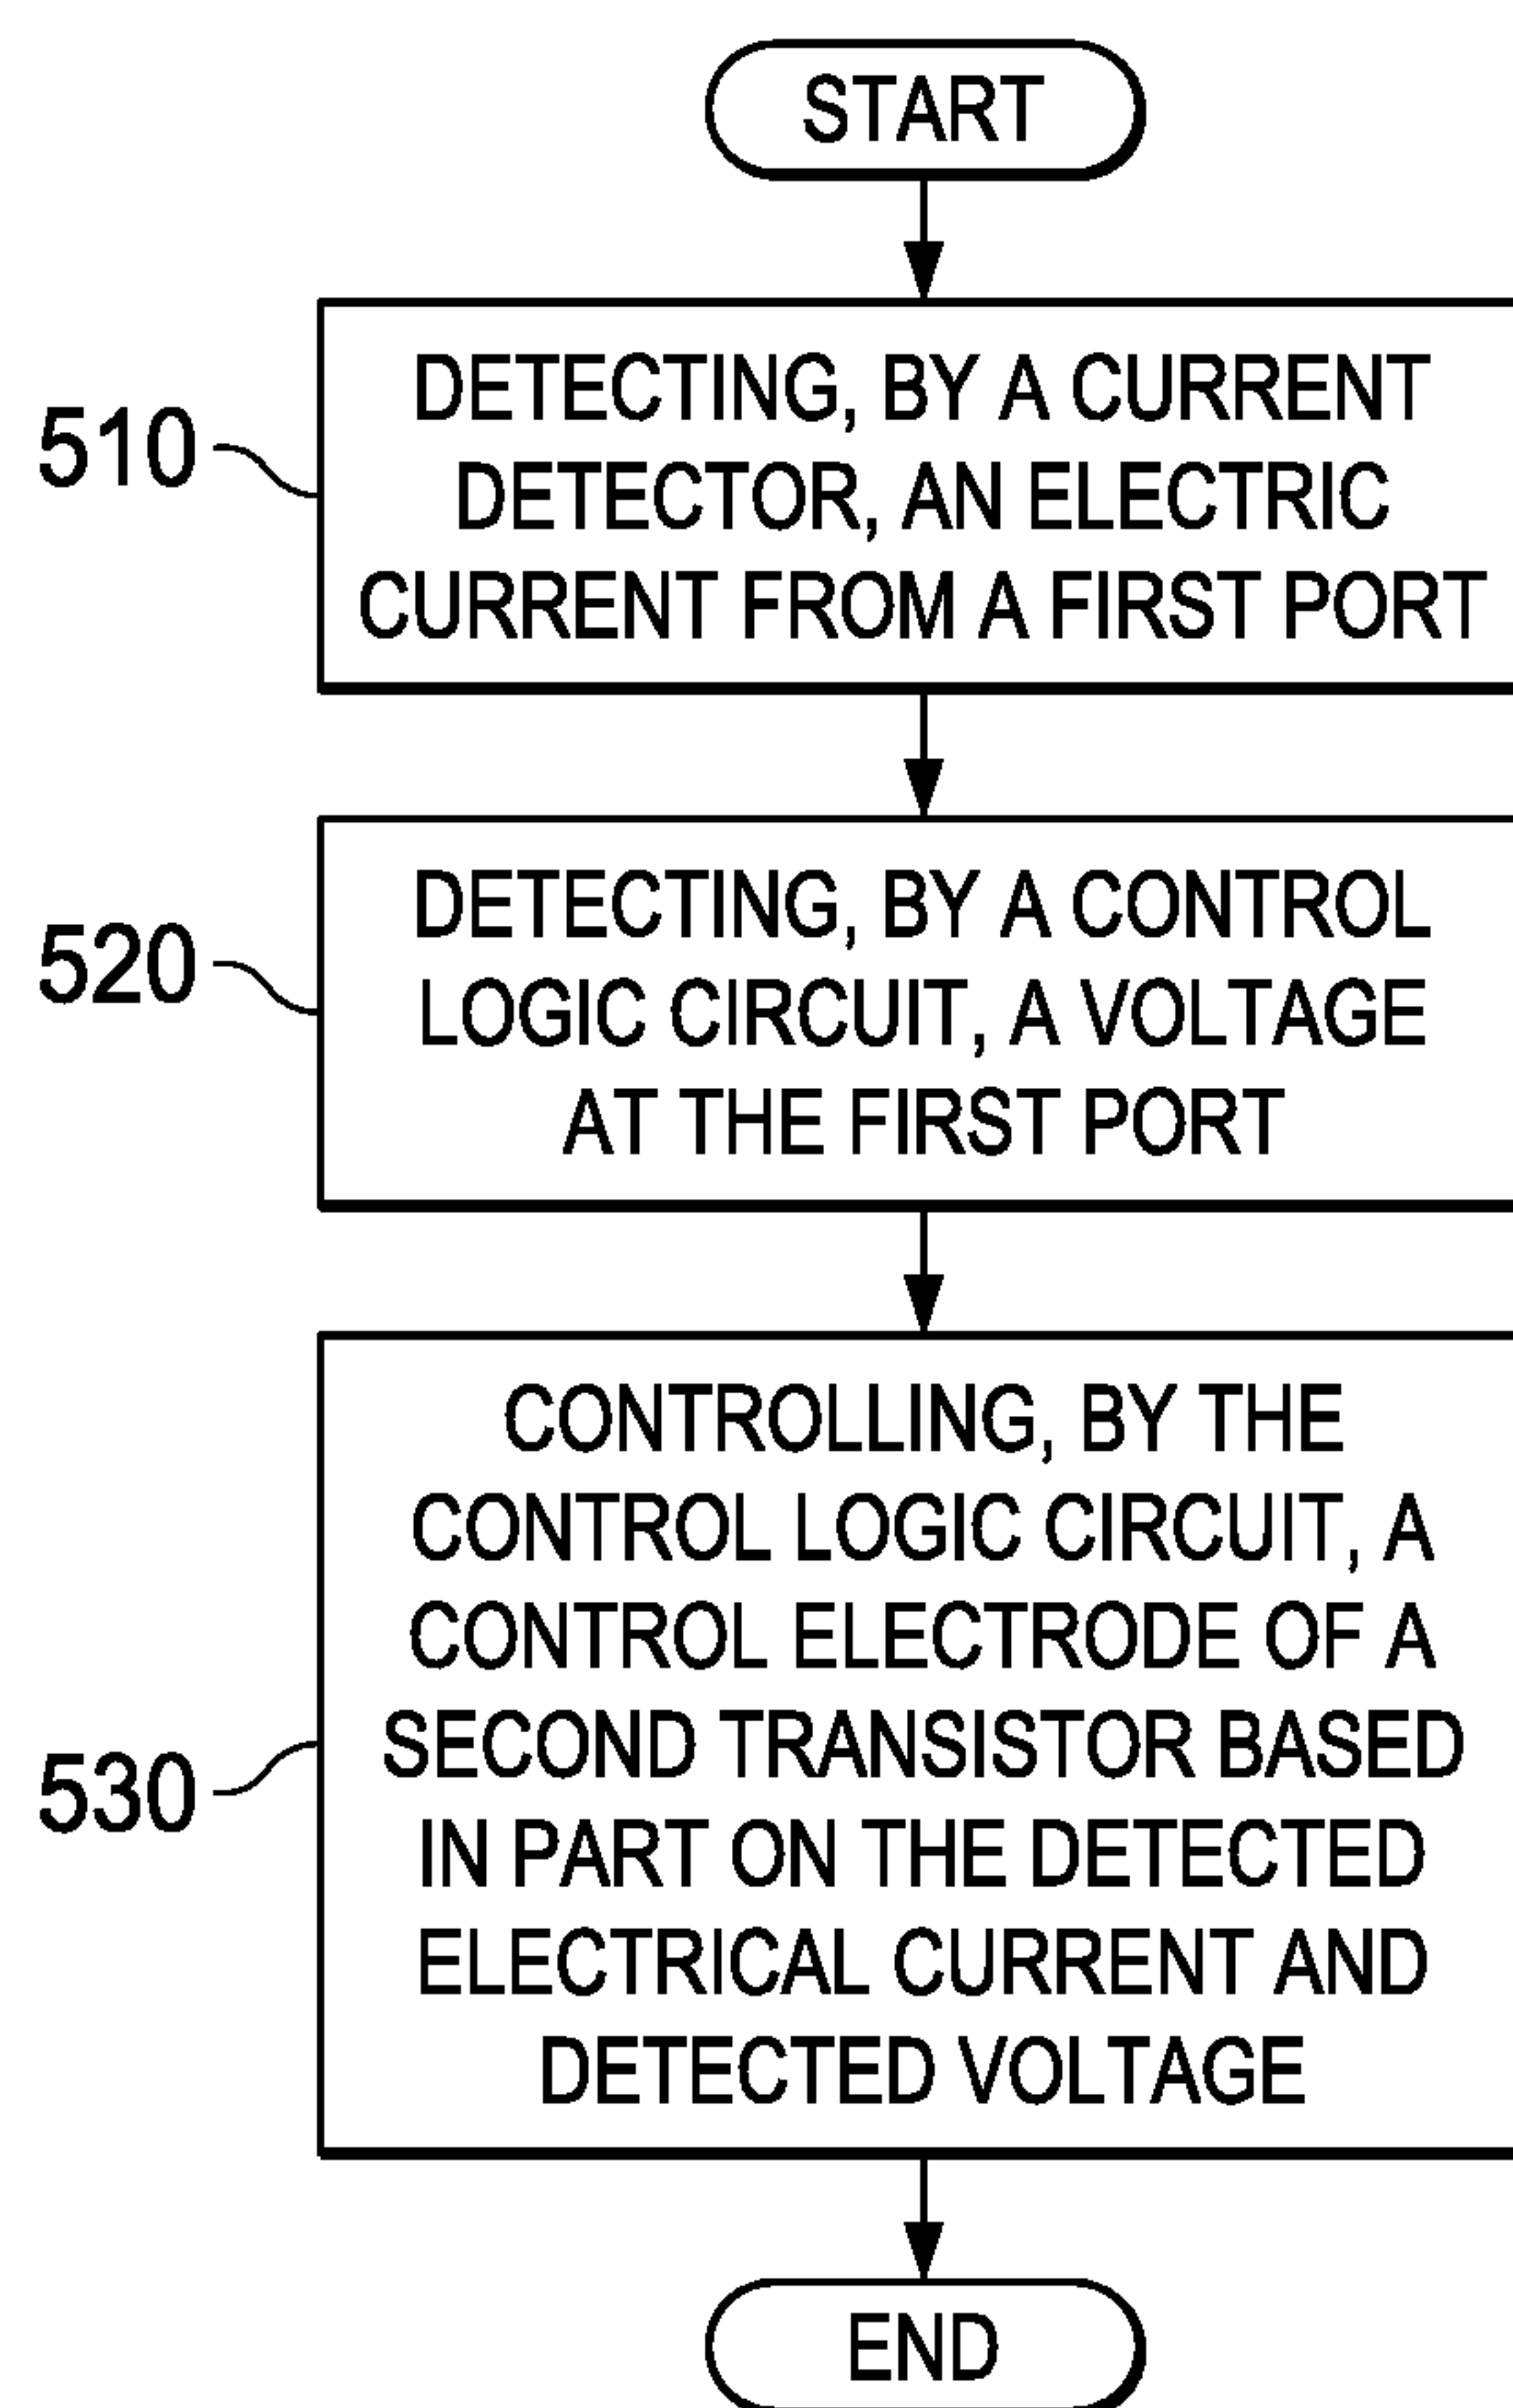 START
510
DETECTING, BY A CURRENT
DETECTOR, AN ELECTRIC
CURRENT FROM A FIRST PORT
520
DETECTING, BY A CONTROL
LOGIC CIRCUIT, A VOLTAGE
AT THE FIRST PORT
530
CONTROLLING, BY THE
CONTROL LOGIC CIRCUIT, A
CONTROL ELECTRODE OF A
SECOND TRANSISTOR BASED
IN PART ON THE DETECTED
ELECTRICAL CURRENT AND
DETECTED VOLTAGE
END